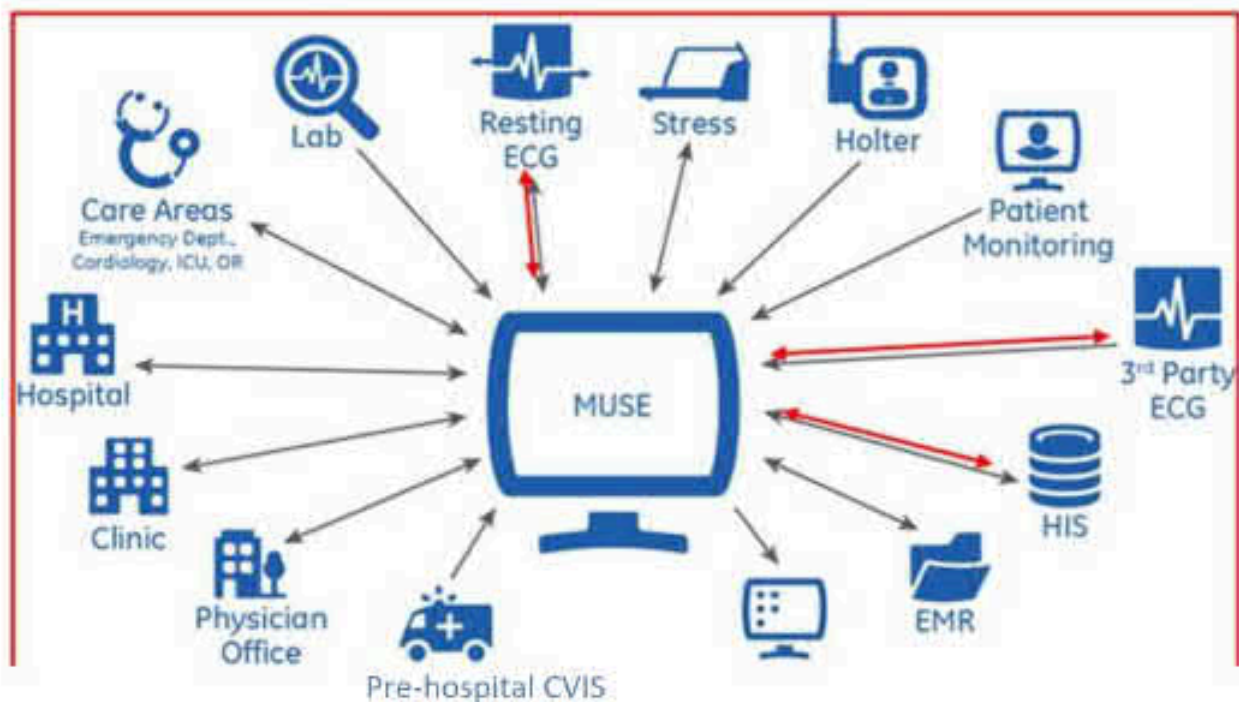 Lab
Resting
ECG
Stress
Holter
Care Areas
Emergency Dept.,
Cardiology, ICU, OR
Patient
Monitoring
H
Hospital
3rd Party
ECG
MUSE
Clinic
HIS
Physician
Office
EMR
Pre-hospital CVIS